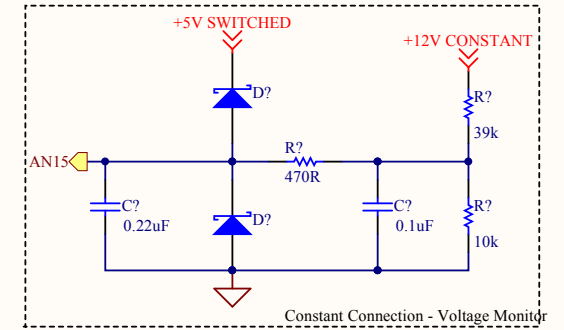 +5V SWITCHED
+12V CONSTANT
D?
R?
39k
AN15
R?
470R
C?
0.22uF
D?
C?
0.1uF
R?
10k
Constant Connection - Voltage Monitor